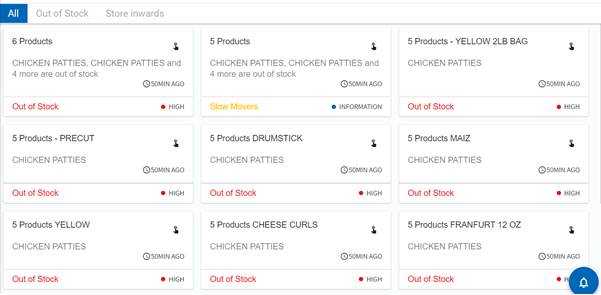 All Out of Stock Store inwards
6 Products
CHICKEN PATTIES, CHICKEN PATTIES and
4 more are out of stock
50MIN AGO
Out of Stock HIGH
5 Products
CHICKEN PATTIES, CHICKEN PATTIES and
4 more are out of stock
50MIN AGO
Slow Movers INFORMATION
5 Products - YELLOW 2LB BAG
CHICKEN PATTIES
50MIN AGO
Out of Stock HIGH
5 Products - PRECUT
CHICKEN PATTIES
50MIN AGO
Out of Stock HIGH
5 Products DRUMSTICK
CHICKEN PATTIES
50MIN AGO
Out of Stock HIGH
5 Products MAIZ
CHICKEN PATTIES
50MIN AGO
Out of Stock HIGH
5 Products YELLOW
CHICKEN PATTIES
50MIN AGO
Out of Stock HIGH
5 Products CHEESE CURLS
CHICKEN PATTIES
50MIN AGO
Out of Stock HIGH
5 Products FRANFURT 12 OZ
CHICKEN PATTIES
50MIN AGO
Out of Stock